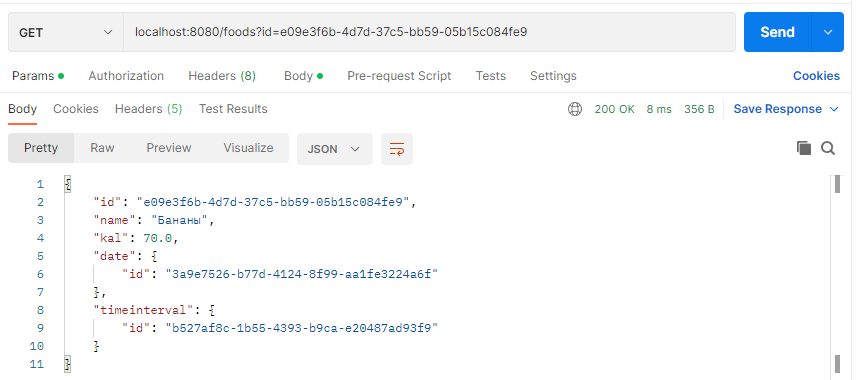 GET localhost:8080/foods?id=e09e3f6b-4d7d-37c5-bb59-05b15c084fe9 Send
Params Authorization Headers (8) Body Pre-request Script Tests Settings Cookies
Body Cookies Headers (5) Test Results 200 OK 8 ms 356 B Save Response
Pretty Raw Preview Visualize JSON
1 {
2 "id": "e09e3f6b-4d7d-37c5-bb59-05b15c084fe9",
3 "name": "Бананы",
4 "kal": 70.0,
5 "date": {
6 "id": "3a9e7526-b77d-4124-8f99-aa1fe3224a6f"
7 },
8 "timeinterval": {
9 "id": "b527af8c-1b55-4393-b9ca-e20487ad93f9"
10 }
11 }